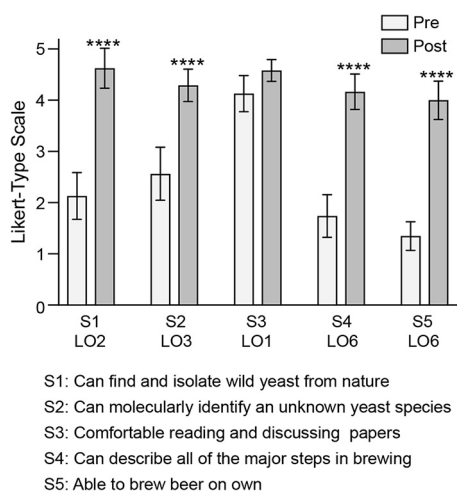 Pre
Post
Likert-Type Scale
5
4
3
2
1
0
****
****
****
****
S1 S2 S3 S4 S5
LO2 LO3 LO1 LO6 LO6
S1: Can find and isolate wild yeast from nature
S2: Can molecularly identify an unknown yeast species
S3: Comfortable reading and discussing papers
S4: Can describe all of the major steps in brewing
S5: Able to brew beer on own